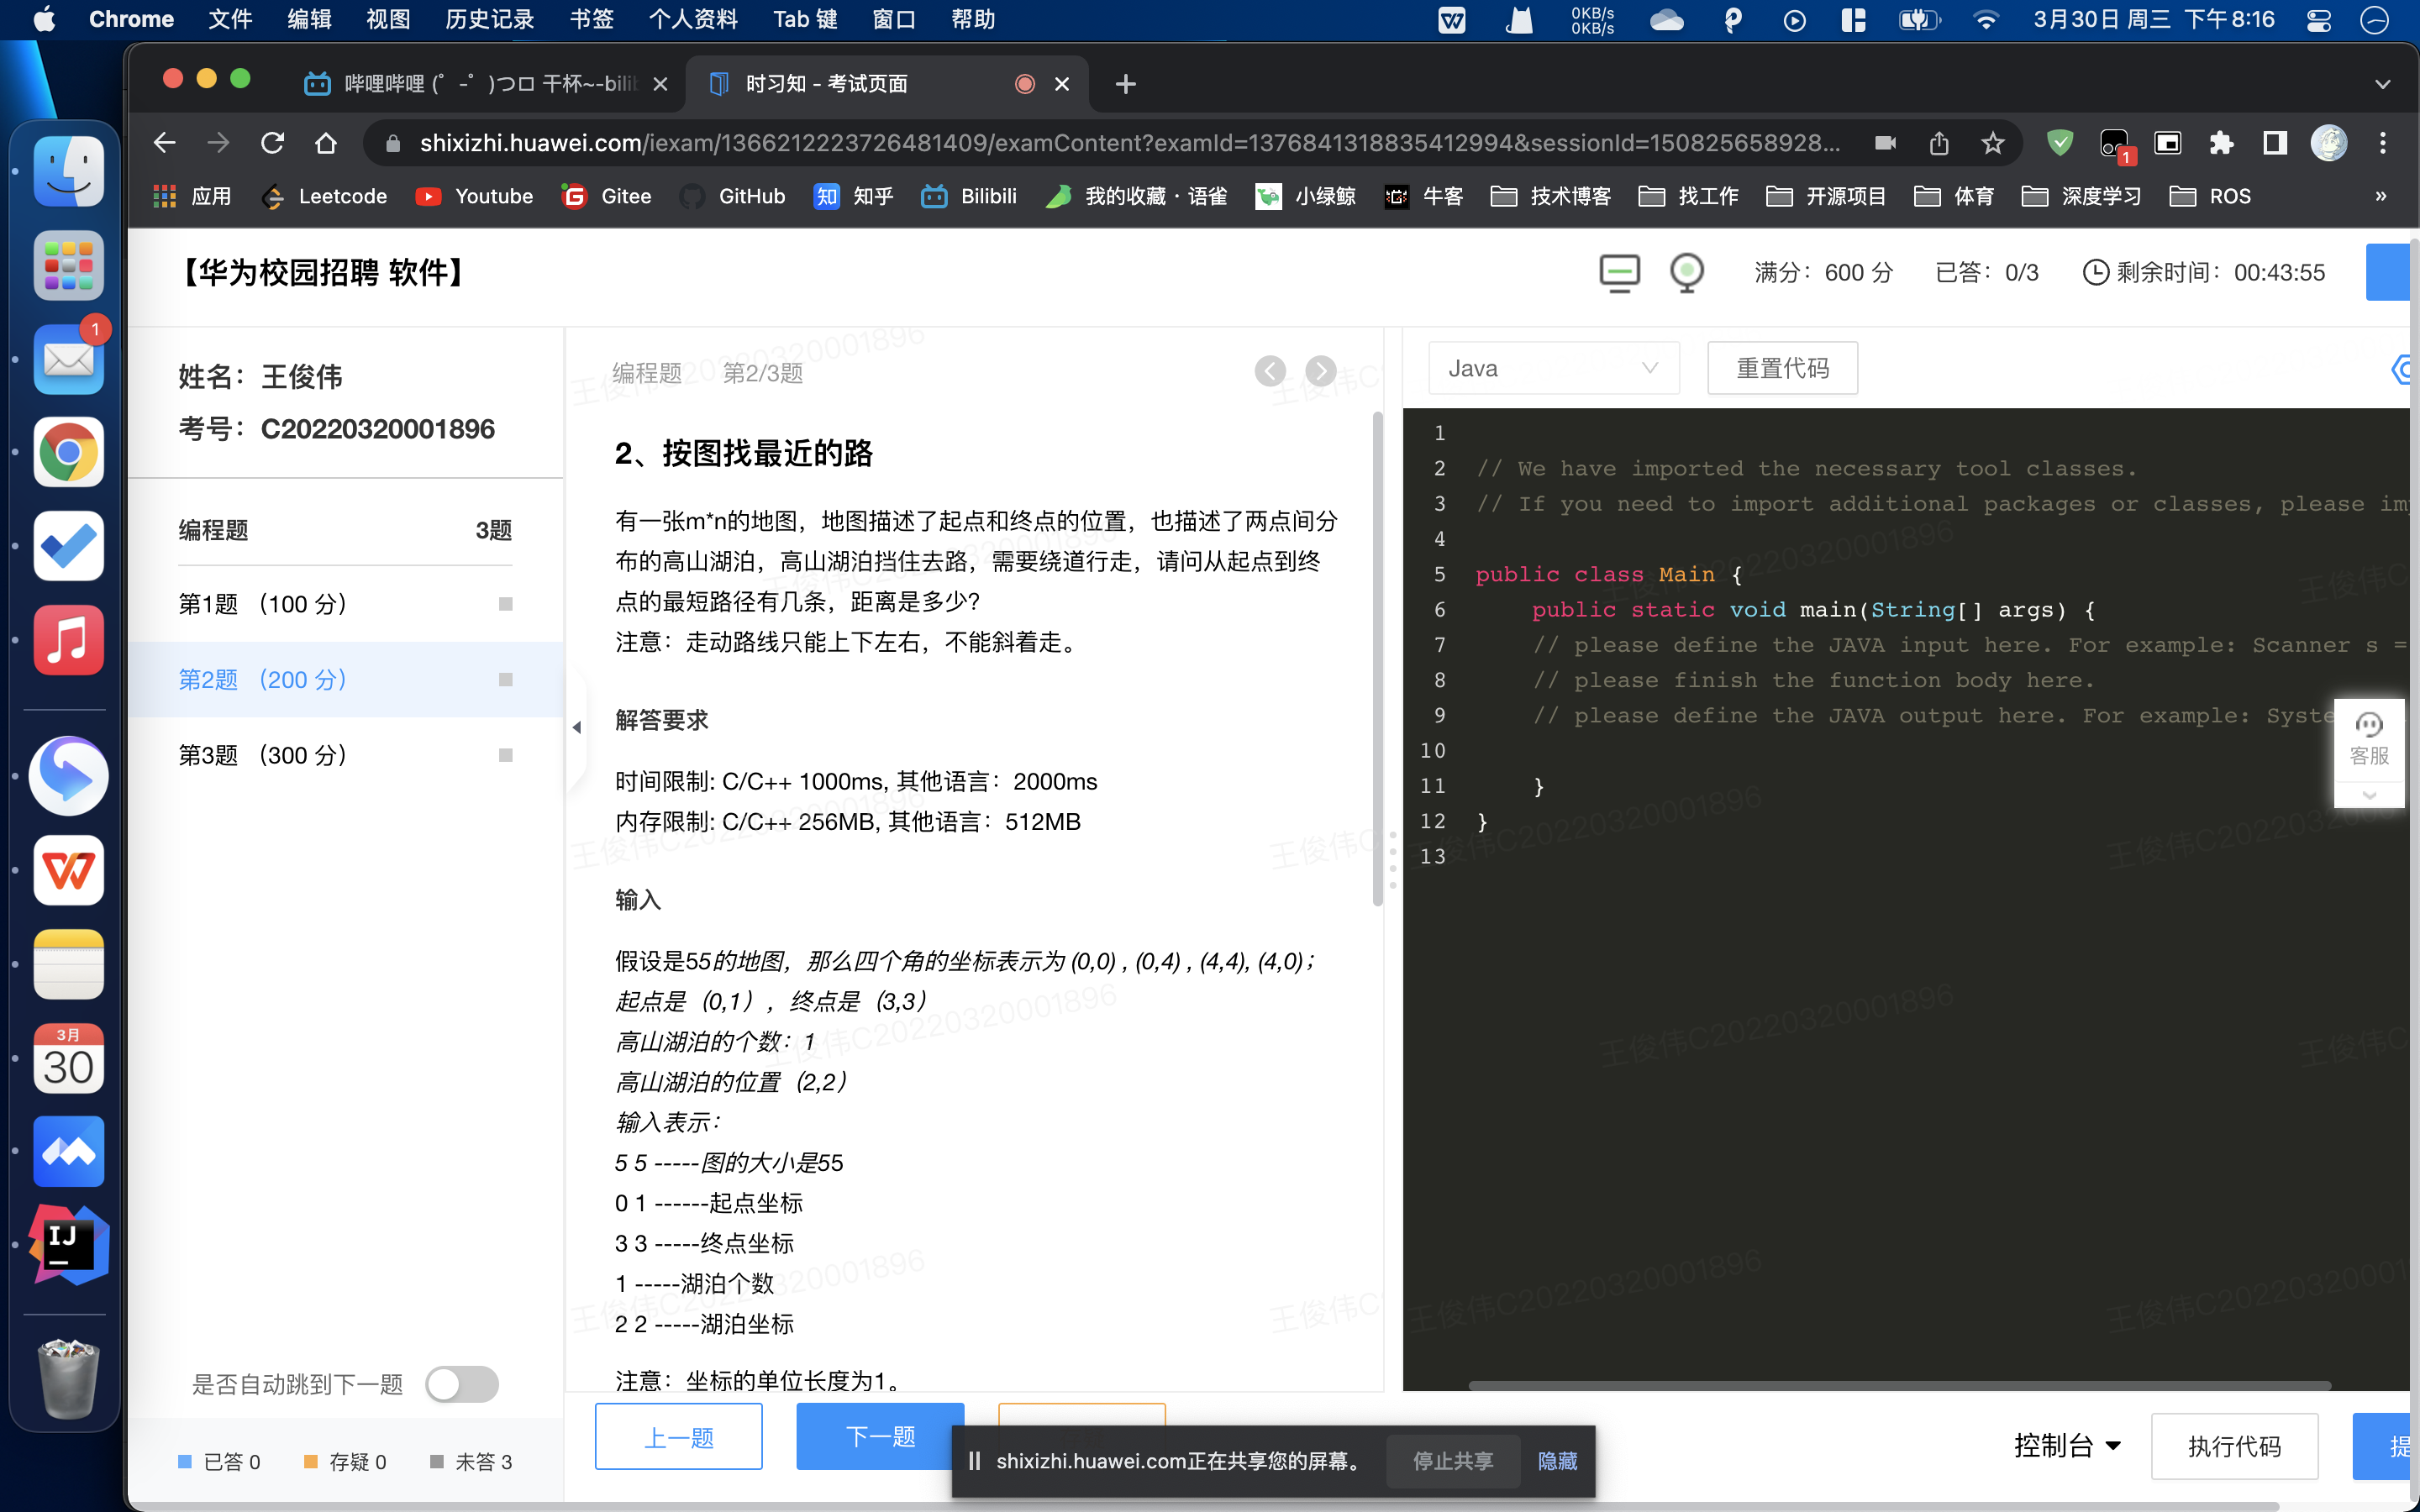 Chrome 文件 编辑 视图 历史记录 书签 个人资料 Tab 键 窗口 帮助
0KB/s
0KB/s
3月30日 周三 下午8:16
哔哩哔哩 (゜-゜)つロ 干杯~-bili
时习知 - 考试页面
shixizhi.huawei.com/iexam/1366212223726481409/examContent?examId=1376841318835412994&sessionId=150825658928...
1
应用 Leetcode Youtube Gitee GitHub 知乎 Bilibili 我的收藏 · 语雀 小绿鲸 牛客 技术博客 找工作 开源项目 体育 深度学习 ROS »
【华为校园招聘 软件】
满分：600 分 已答：0/3 剩余时间：00:43:55
姓名：王俊伟
考号：C20220320001896
编程题 3题
第1题 （100 分）
第2题 （200 分）
第3题 （300 分）
是否自动跳到下一题
已答 0 存疑 0 未答 3
编程题 第2/3题
2、按图找最近的路
有一张m*n的地图，地图描述了起点和终点的位置，也描述了两点间分
布的高山湖泊，高山湖泊挡住去路，需要绕道行走，请问从起点到终
点的最短路径有几条，距离是多少?
注意：走动路线只能上下左右，不能斜着走。
解答要求
时间限制: C/C++ 1000ms, 其他语言：2000ms
内存限制: C/C++ 256MB, 其他语言：512MB
输入
假设是55的地图，那么四个角的坐标表示为 (0,0) , (0,4) , (4,4), (4,0)；
起点是（0,1），终点是（3,3）
高山湖泊的个数：1
高山湖泊的位置（2,2）
输入表示：
5 5 -----图的大小是55
0 1 ------起点坐标
3 3 -----终点坐标
1 -----湖泊个数
2 2 -----湖泊坐标
注意：坐标的单位长度为1。
上一题 下一题
Java 重置代码
1
2 // We have imported the necessary tool classes.
3 // If you need to import additional packages or classes, please im
4
5 public class Main {
6 public static void main(String[] args) {
7 // please define the JAVA input here. For example: Scanner s =
8 // please finish the function body here.
9 // please define the JAVA output here. For example: Syste
10
11 }
12 }
13
客服
控制台 执行代码 提
shixizhi.huawei.com正在共享您的屏幕。 停止共享 隐藏
1
3月
30
IJ
王俊伟C20220320001896